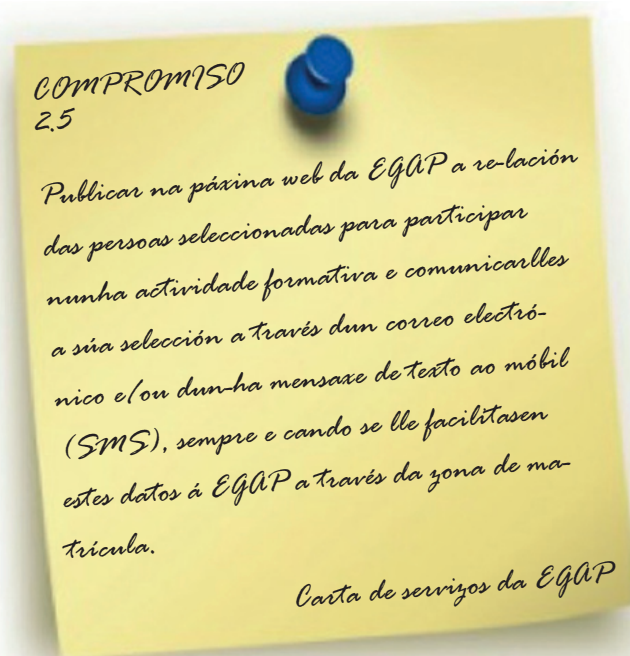 COMPROMISO
2.5
Publicar na páxina web da EGAP a re-lación
das persoas seleccionadas para participar
nunha actividade formativa e comunicarlles
a súa selección a través dun correo electró-
nico e/ou dun-ha mensaxe de texto ao móbil
(SMS), sempre e cando se lle facilitasen
estes datos á EGAP a través da zona de ma-
trícula.
Carta de servizos da EGAP